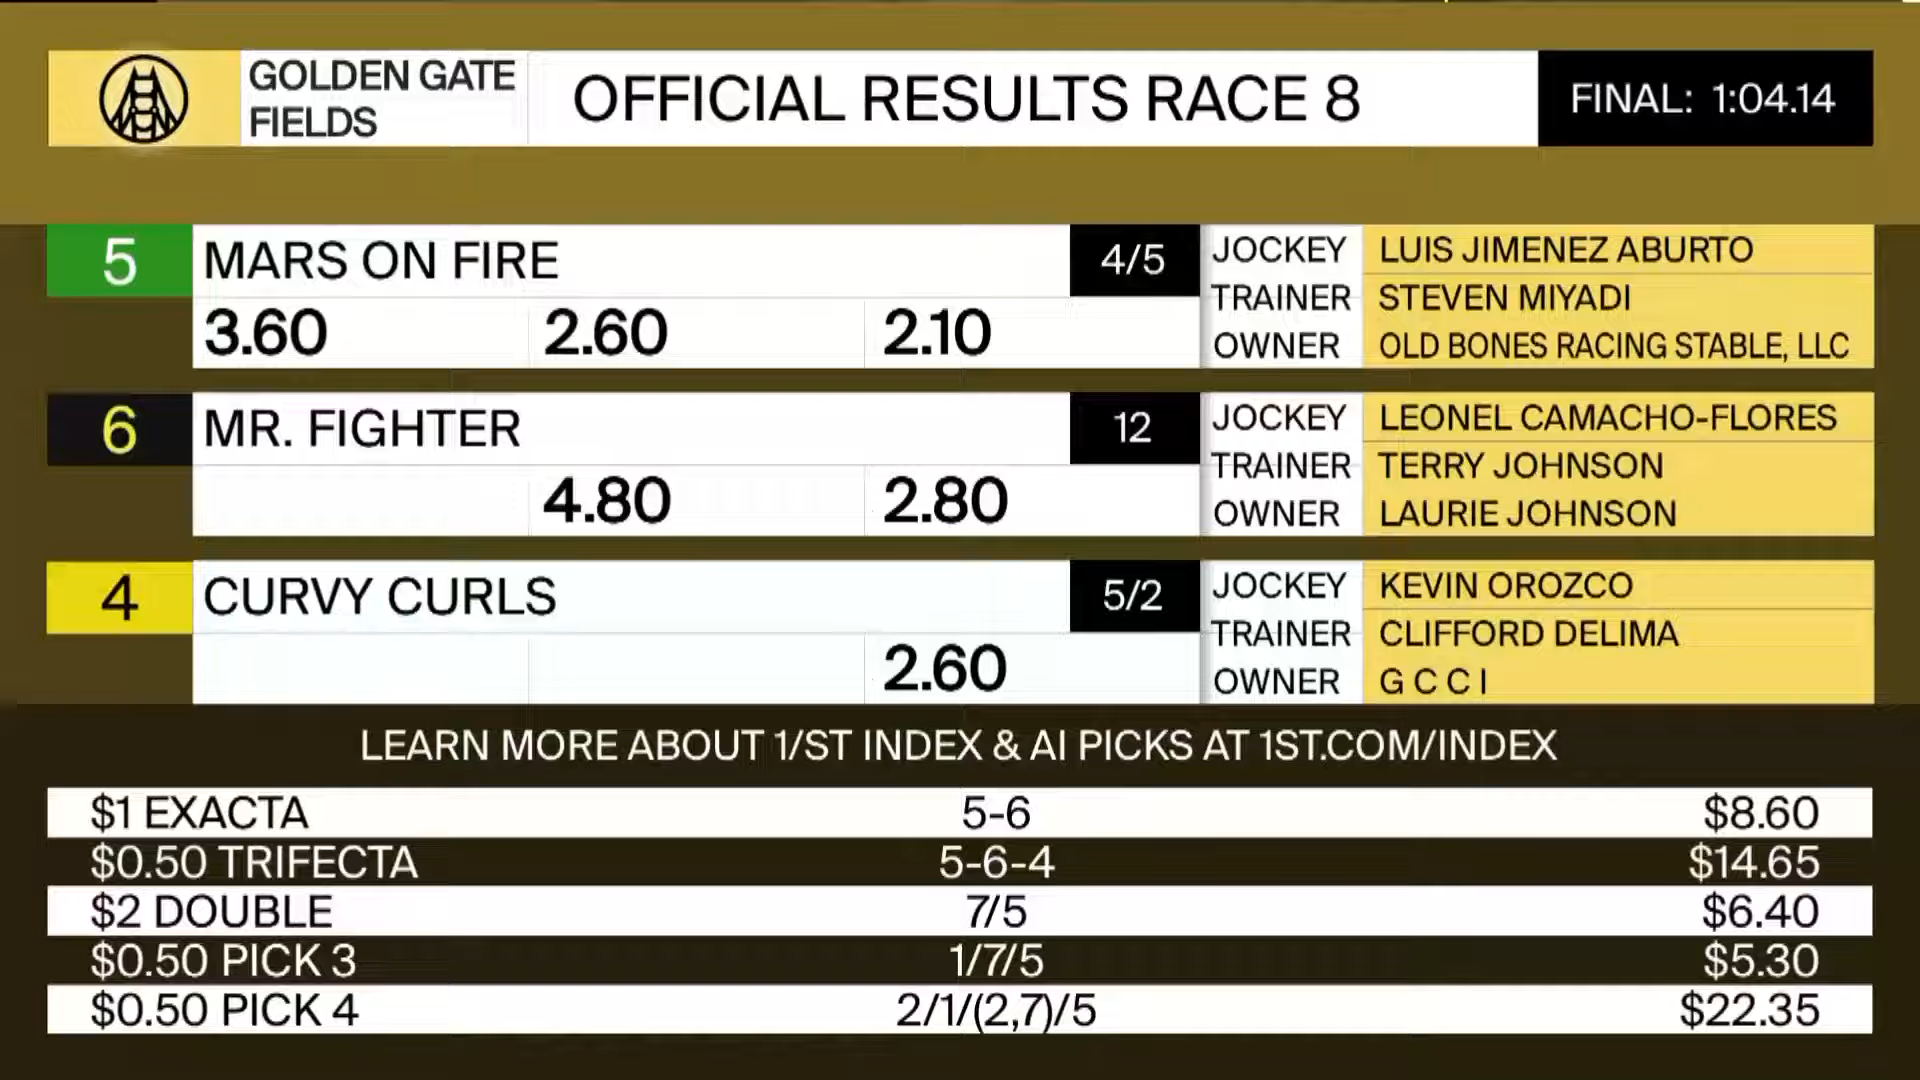 GOLDEN GATE
FIELDS
OFFICIAL RESULTS RACE 8
FINAL: 1:04.14
5
MARS ON FIRE
4/5
3.60 2.60 2.10
JOCKEY LUIS JIMENEZ ABURTO
TRAINER STEVEN MIYADI
OWNER OLD BONES RACING STABLE, LLC
6
MR. FIGHTER
12
4.80 2.80
JOCKEY LEONEL CAMACHO-FLORES
TRAINER TERRY JOHNSON
OWNER LAURIE JOHNSON
4
CURVY CURLS
5/2
2.60
JOCKEY KEVIN OROZCO
TRAINER CLIFFORD DELIMA
OWNER G C C I
LEARN MORE ABOUT 1/ST INDEX & AI PICKS AT 1ST.COM/INDEX
$1 EXACTA 5-6 $8.60
$0.50 TRIFECTA 5-6-4 $14.65
$2 DOUBLE 7/5 $6.40
$0.50 PICK 3 1/7/5 $5.30
$0.50 PICK 4 2/1/(2,7)/5 $22.35